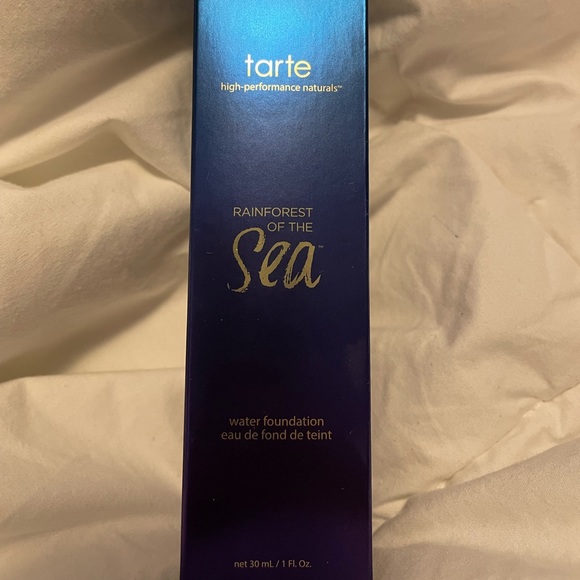 tarte
high-performance naturals™
RAINFOREST
OF THE
Sea™
water foundation
eau de fond de teint
net 30 mL / 1 Fl. Oz.